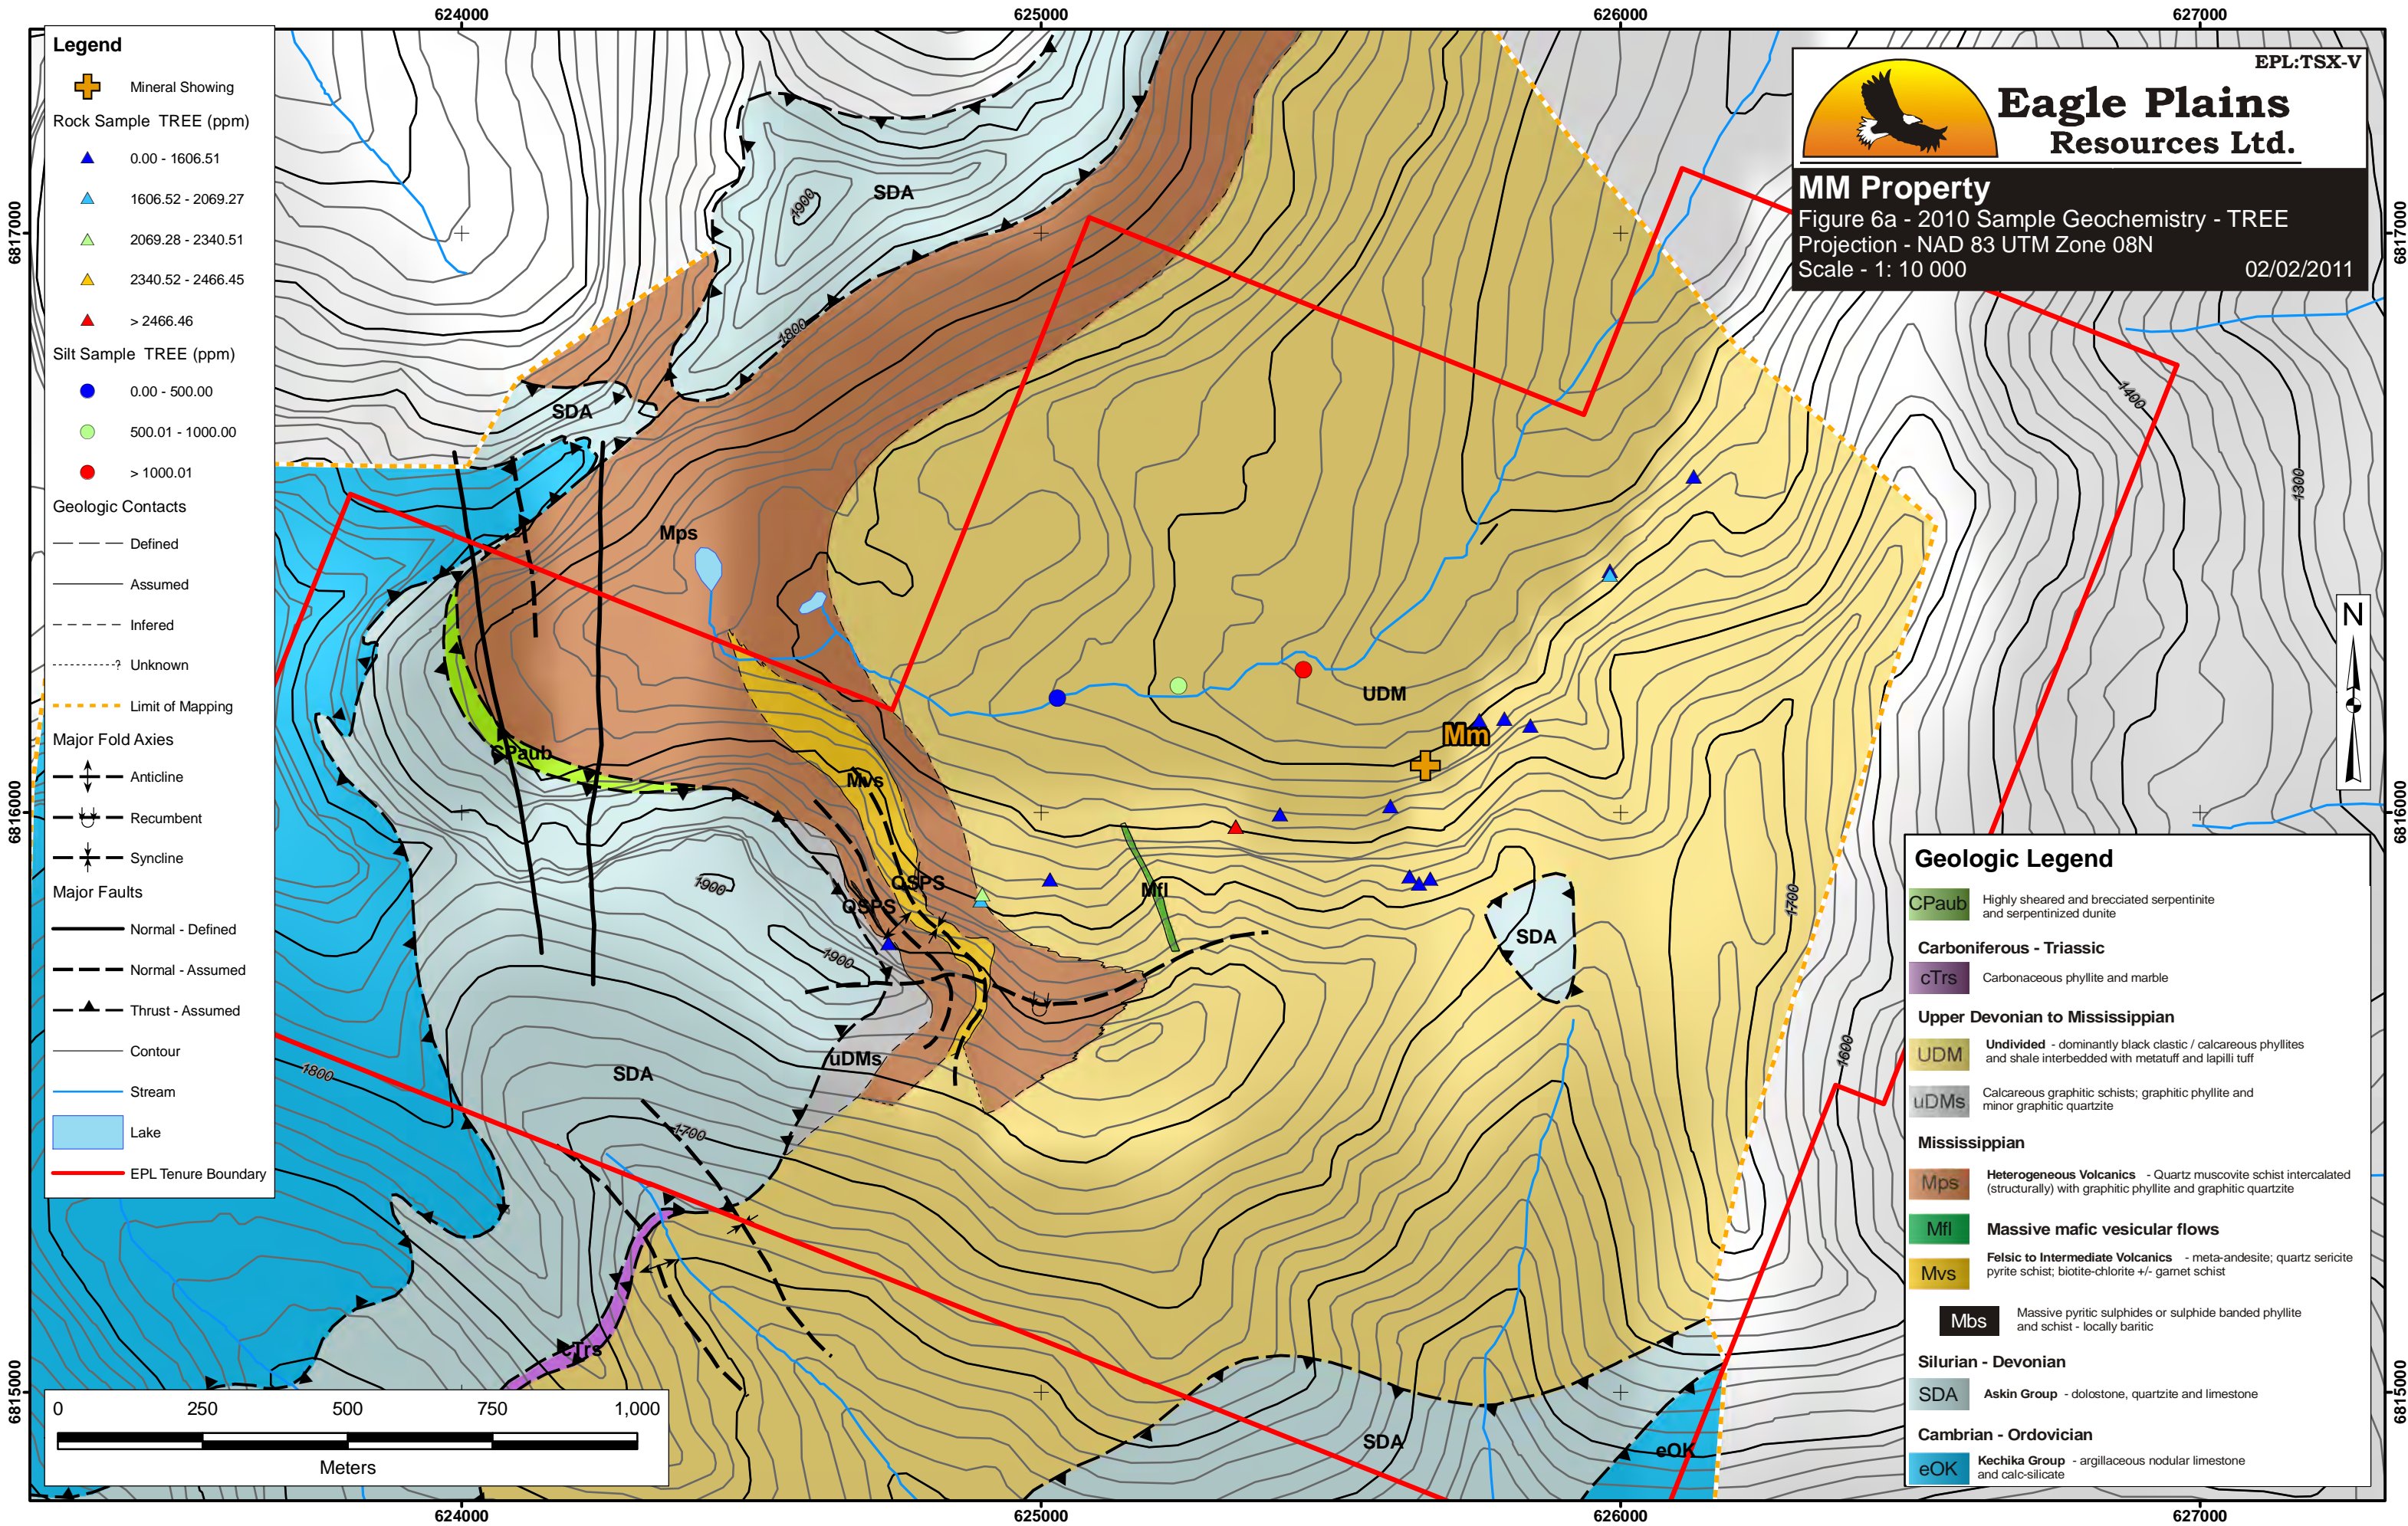 624000
625000
626000
627000
6817000
6816000
6815000
6817000
6816000
6815000
624000
625000
626000
627000
Legend
Mineral Showing
Rock Sample TREE (ppm)
0.00 - 1606.51
1606.52 - 2069.27
2069.28 - 2340.51
2340.52 - 2466.45
> 2466.46
Silt Sample TREE (ppm)
0.00 - 500.00
500.01 - 1000.00
> 1000.01
Geologic Contacts
Defined
Assumed
Infered
?
Unknown
Limit of Mapping
Major Fold Axies
Anticline
Recumbent
Syncline
Major Faults
Normal - Defined
Normal - Assumed
Thrust - Assumed
Contour
Stream
Lake
EPL Tenure Boundary
EPL:TSX-V
Eagle Plains
Resources Ltd.
MM Property
Figure 6a - 2010 Sample Geochemistry - TREE
Projection - NAD 83 UTM Zone 08N
Scale - 1: 10 000
02/02/2011
SDA
1900
1800
SDA
1400
1300
Mps
N
UDM
Mm
CPaub
Mvs
QSPS
QSPS
1900
Mfl
1700
SDA
1900
1600
uDMs
SDA
1800
1700
cTrs
SDA
eOK
0
250
500
750
1,000
Meters
Geologic Legend
CPaub
Highly sheared and brecciated serpentinite
and serpentinized dunite
Carboniferous - Triassic
cTrs
Carbonaceous phyllite and marble
Upper Devonian to Mississippian
UDM
Undivided - dominantly black clastic / calcareous phyllites
and shale interbedded with metatuff and lapilli tuff
uDMs
Calcareous graphitic schists; graphitic phyllite and
minor graphitic quartzite
Mississippian
Mps
Heterogeneous Volcanics - Quartz muscovite schist intercalated
(structurally) with graphitic phyllite and graphitic quartzite
Mfl
Massive mafic vesicular flows
Mvs
Felsic to Intermediate Volcanics - meta-andesite; quartz sericite
pyrite schist; biotite-chlorite +/- garnet schist
Mbs
Massive pyritic sulphides or sulphide banded phyllite
and schist - locally baritic
Silurian - Devonian
SDA
Askin Group - dolostone, quartzite and limestone
Cambrian - Ordovician
eOK
Kechika Group - argillaceous nodular limestone
and calc-silicate